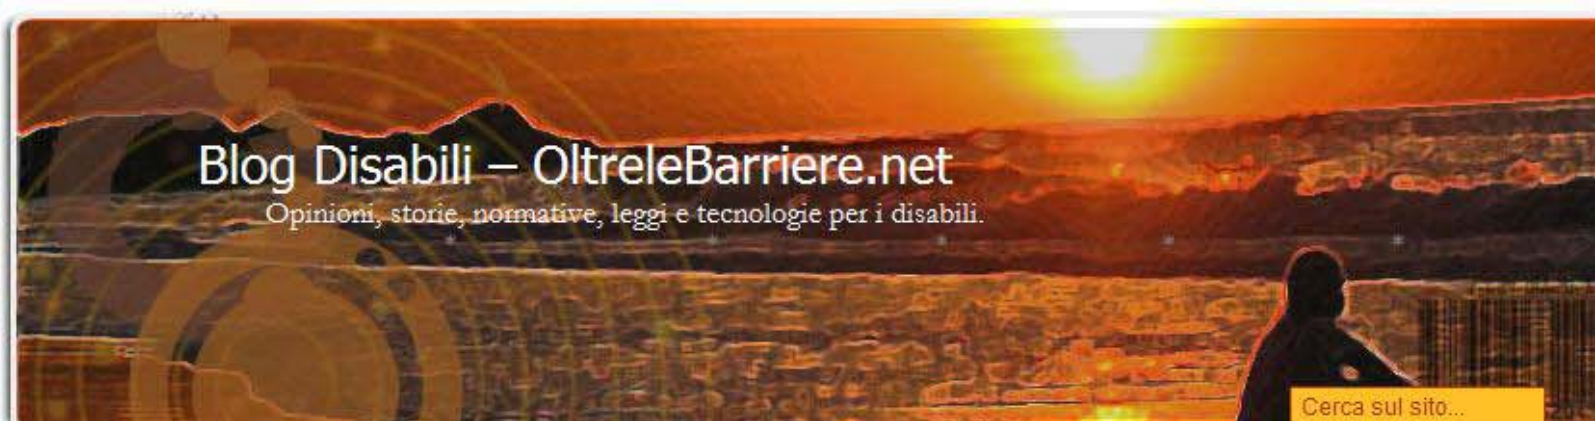 Blog Disabili – OltreleBarriere.net
Opinioni, storie, normative, leggi e tecnologie per i disabili.
Cerca sul sito...